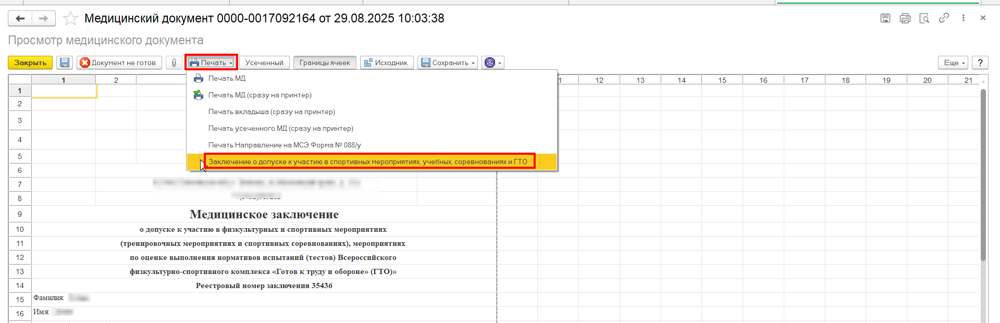 Медицинский документ 0000-0017092164 от 29.08.2025 10:03:38
Просмотр медицинского документа
Закрыть Документ не готов Печать Усеченный Границы ячеек Исходник Сохранить Еще ?
1 2 1 12 13 14 15 16 17 18 19 20 21
Печать МД
1
Печать МД (сразу на принтер)
2
Печать вкладыша (сразу на принтер)
3
Печать усеченного МД (сразу на принтер)
4
Печать Направление на МСЭ Форма № 088/у
5
Заключение о допуске к участию в спортивных мероприятиях, учебных, соревнованиях и ГТО
6
7
8
9 Медицинское заключение
10 о допуске к участию в физкультурных и спортивных мероприятиях
11 (тренировочных мероприятиях и спортивных соревнованиях), мероприятиях
12 по оценке выполнения нормативов испытаний (тестов) Всероссийского
13 физкультурно-спортивного комплекса «Готов к труду и обороне» (ГТО)»
14 Реестровый номер заключения 35436
15 Фамилия:
16 Имя: